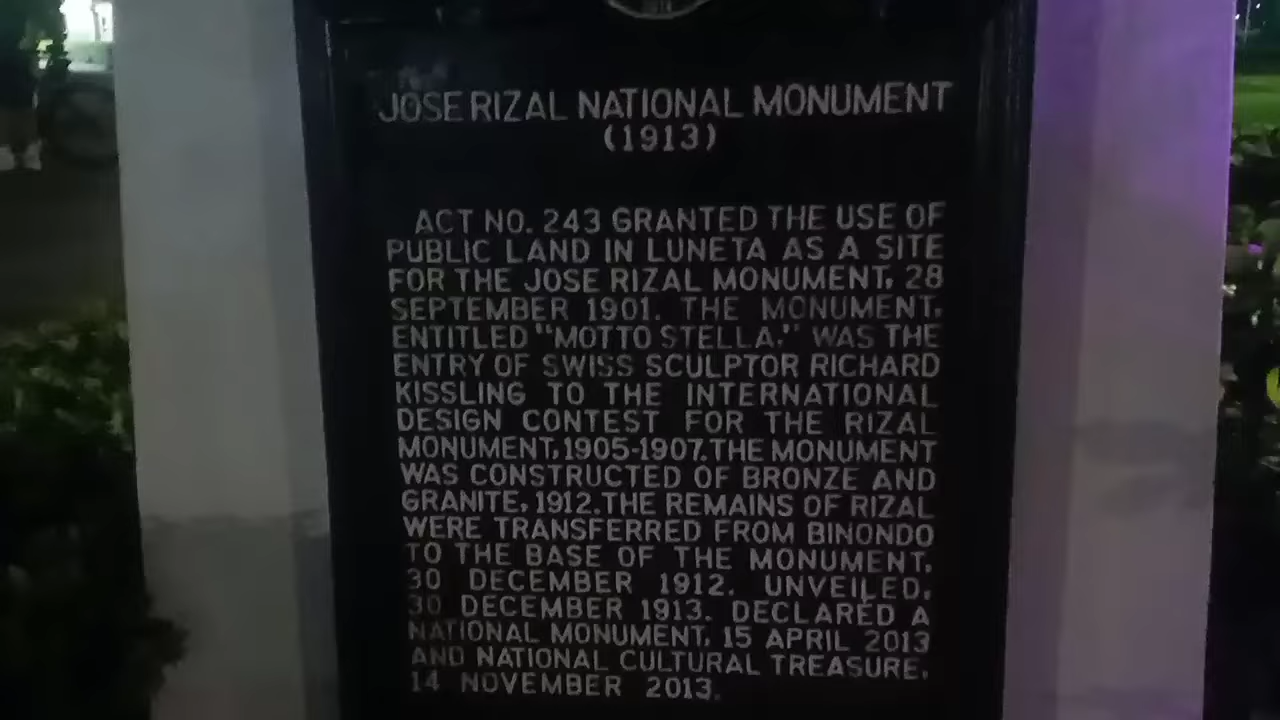 JOSE RIZAL NATIONAL MONUMENT
(1913)
ACT NO. 243 GRANTED THE USE OF
PUBLIC LAND IN LUNETA AS A SITE
FOR THE JOSE RIZAL MONUMENT, 28
SEPTEMBER 1901. THE MONUMENT,
ENTITLED "MOTTO STELLA," WAS THE
ENTRY OF SWISS SCULPTOR RICHARD
KISSLING TO THE INTERNATIONAL
DESIGN CONTEST FOR THE RIZAL
MONUMENT, 1905-1907. THE MONUMENT
WAS CONSTRUCTED OF BRONZE AND
GRANITE, 1912. THE REMAINS OF RIZAL
WERE TRANSFERRED FROM BINONDO
TO THE BASE OF THE MONUMENT,
30 DECEMBER 1912. UNVEILED,
30 DECEMBER 1913. DECLARED A
NATIONAL MONUMENT, 15 APRIL 2013
AND NATIONAL CULTURAL TREASURE,
14 NOVEMBER 2013.